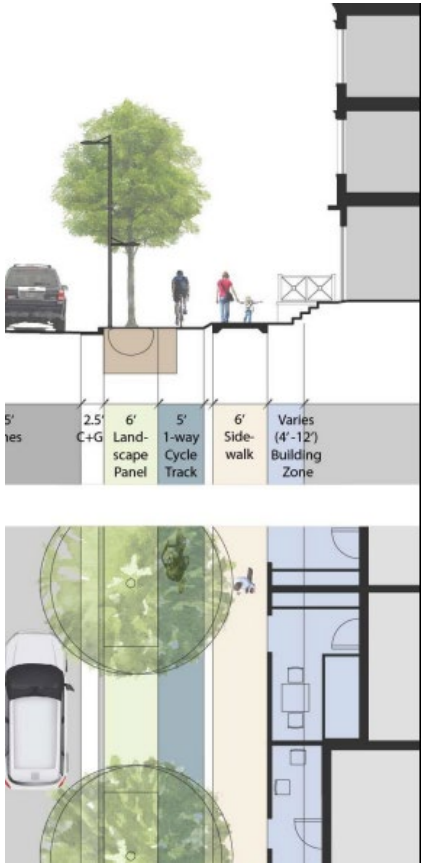 5'
nes
2.5'
C+G
6'
Land-
scape
Panel
5'
1-way
Cycle
Track
6'
Side-
walk
Varies
(4'-12')
Building
Zone